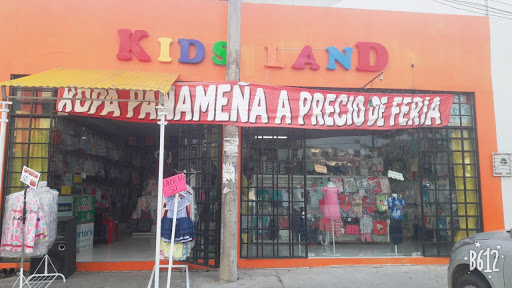 KIDS LAND
ROPA PANAMEÑA A PRECIO DE FERIA
B612